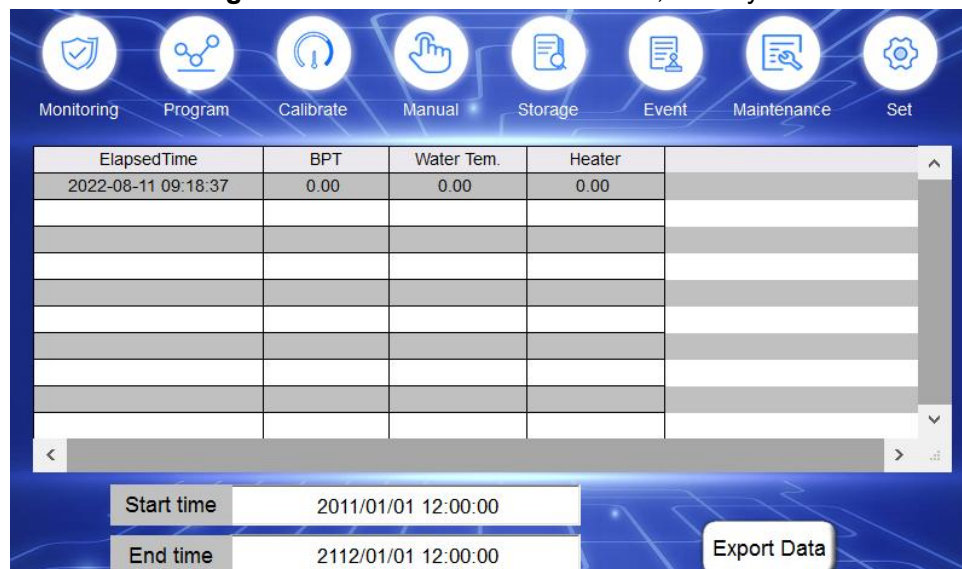 Monitoring Program Calibrate Manual Storage Event Maintenance Set
ElapsedTime BPT Water Tem. Heater
2022-08-11 09:18:37 0.00 0.00 0.00
Start time 2011/01/01 12:00:00
End time 2112/01/01 12:00:00
Export Data